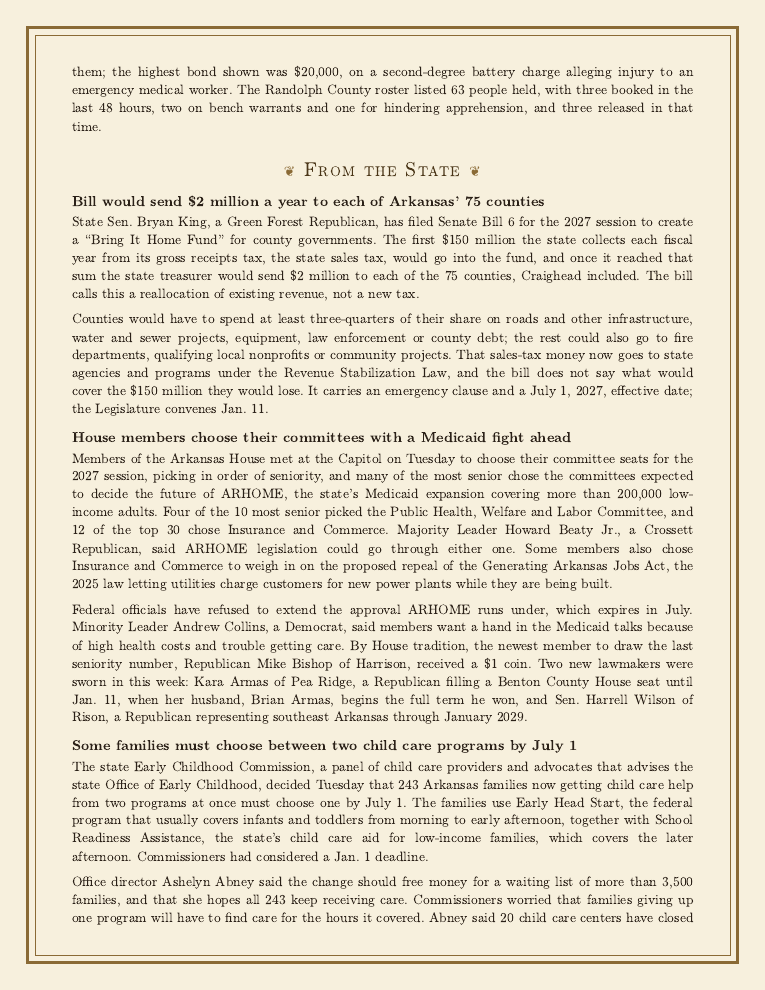 them; the highest bond shown was $20,000, on a second-degree battery charge alleging injury to an
emergency medical worker. The Randolph County roster listed 63 people held, with three booked in the
last 48 hours, two on bench warrants and one for hindering apprehension, and three released in that
time.
❦ From the State ❦
Bill would send $2 million a year to each of Arkansas' 75 counties
State Sen. Bryan King, a Green Forest Republican, has filed Senate Bill 6 for the 2027 session to create
a “Bring It Home Fund” for county governments. The first $150 million the state collects each fiscal
year from its gross receipts tax, the state sales tax, would go into the fund, and once it reached that
sum the state treasurer would send $2 million to each of the 75 counties, Craighead included. The bill
calls this a reallocation of existing revenue, not a new tax.
Counties would have to spend at least three-quarters of their share on roads and other infrastructure,
water and sewer projects, equipment, law enforcement or county debt; the rest could also go to fire
departments, qualifying local nonprofits or community projects. That sales-tax money now goes to state
agencies and programs under the Revenue Stabilization Law, and the bill does not say what would
cover the $150 million they would lose. It carries an emergency clause and a July 1, 2027, effective date;
the Legislature convenes Jan. 11.
House members choose their committees with a Medicaid fight ahead
Members of the Arkansas House met at the Capitol on Tuesday to choose their committee seats for the
2027 session, picking in order of seniority, and many of the most senior chose the committees expected
to decide the future of ARHOME, the state's Medicaid expansion covering more than 200,000 low-
income adults. Four of the 10 most senior picked the Public Health, Welfare and Labor Committee, and
12 of the top 30 chose Insurance and Commerce. Majority Leader Howard Beaty Jr., a Crossett
Republican, said ARHOME legislation could go through either one. Some members also chose
Insurance and Commerce to weigh in on the proposed repeal of the Generating Arkansas Jobs Act, the
2025 law letting utilities charge customers for new power plants while they are being built.
Federal officials have refused to extend the approval ARHOME runs under, which expires in July.
Minority Leader Andrew Collins, a Democrat, said members want a hand in the Medicaid talks because
of high health costs and trouble getting care. By House tradition, the newest member to draw the last
seniority number, Republican Mike Bishop of Harrison, received a $1 coin. Two new lawmakers were
sworn in this week: Kara Armas of Pea Ridge, a Republican filling a Benton County House seat until
Jan. 11, when her husband, Brian Armas, begins the full term he won, and Sen. Harrell Wilson of
Rison, a Republican representing southeast Arkansas through January 2029.
Some families must choose between two child care programs by July 1
The state Early Childhood Commission, a panel of child care providers and advocates that advises the
state Office of Early Childhood, decided Tuesday that 243 Arkansas families now getting child care help
from two programs at once must choose one by July 1. The families use Early Head Start, the federal
program that usually covers infants and toddlers from morning to early afternoon, together with School
Readiness Assistance, the state's child care aid for low-income families, which covers the later
afternoon. Commissioners had considered a Jan. 1 deadline.
Office director Ashelyn Abney said the change should free money for a waiting list of more than 3,500
families, and that she hopes all 243 keep receiving care. Commissioners worried that families giving up
one program will have to find care for the hours it covered. Abney said 20 child care centers have closed